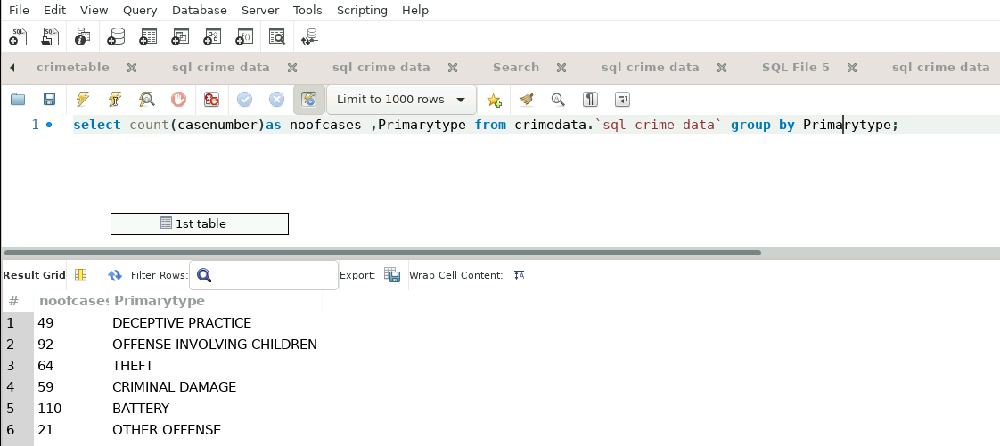 File Edit View Query Database Server Tools Scripting Help
crimetable sql crime data sql crime data Search sql crime data SQL File 5 sql crime data
Limit to 1000 rows
1 select count(casenumber)as noofcases ,Primarytype from crimedata.`sql crime data` group by Primarytype;
1st table
Result Grid Filter Rows: Export: Wrap Cell Content:
# noofcases Primarytype
1 49 DECEPTIVE PRACTICE
2 92 OFFENSE INVOLVING CHILDREN
3 64 THEFT
4 59 CRIMINAL DAMAGE
5 110 BATTERY
6 21 OTHER OFFENSE